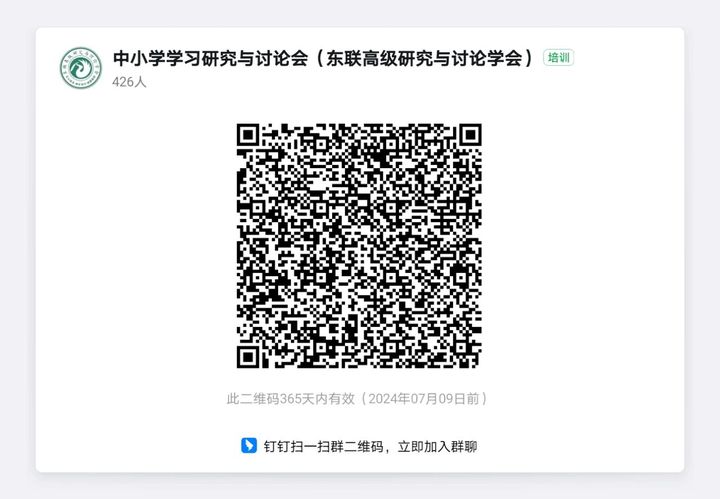 中小学学习研究与讨论会（东联高级研究与讨论学会）
培训
426人
此二维码365天内有效（2024年07月09日前）
钉钉扫一扫群二维码，立即加入群聊